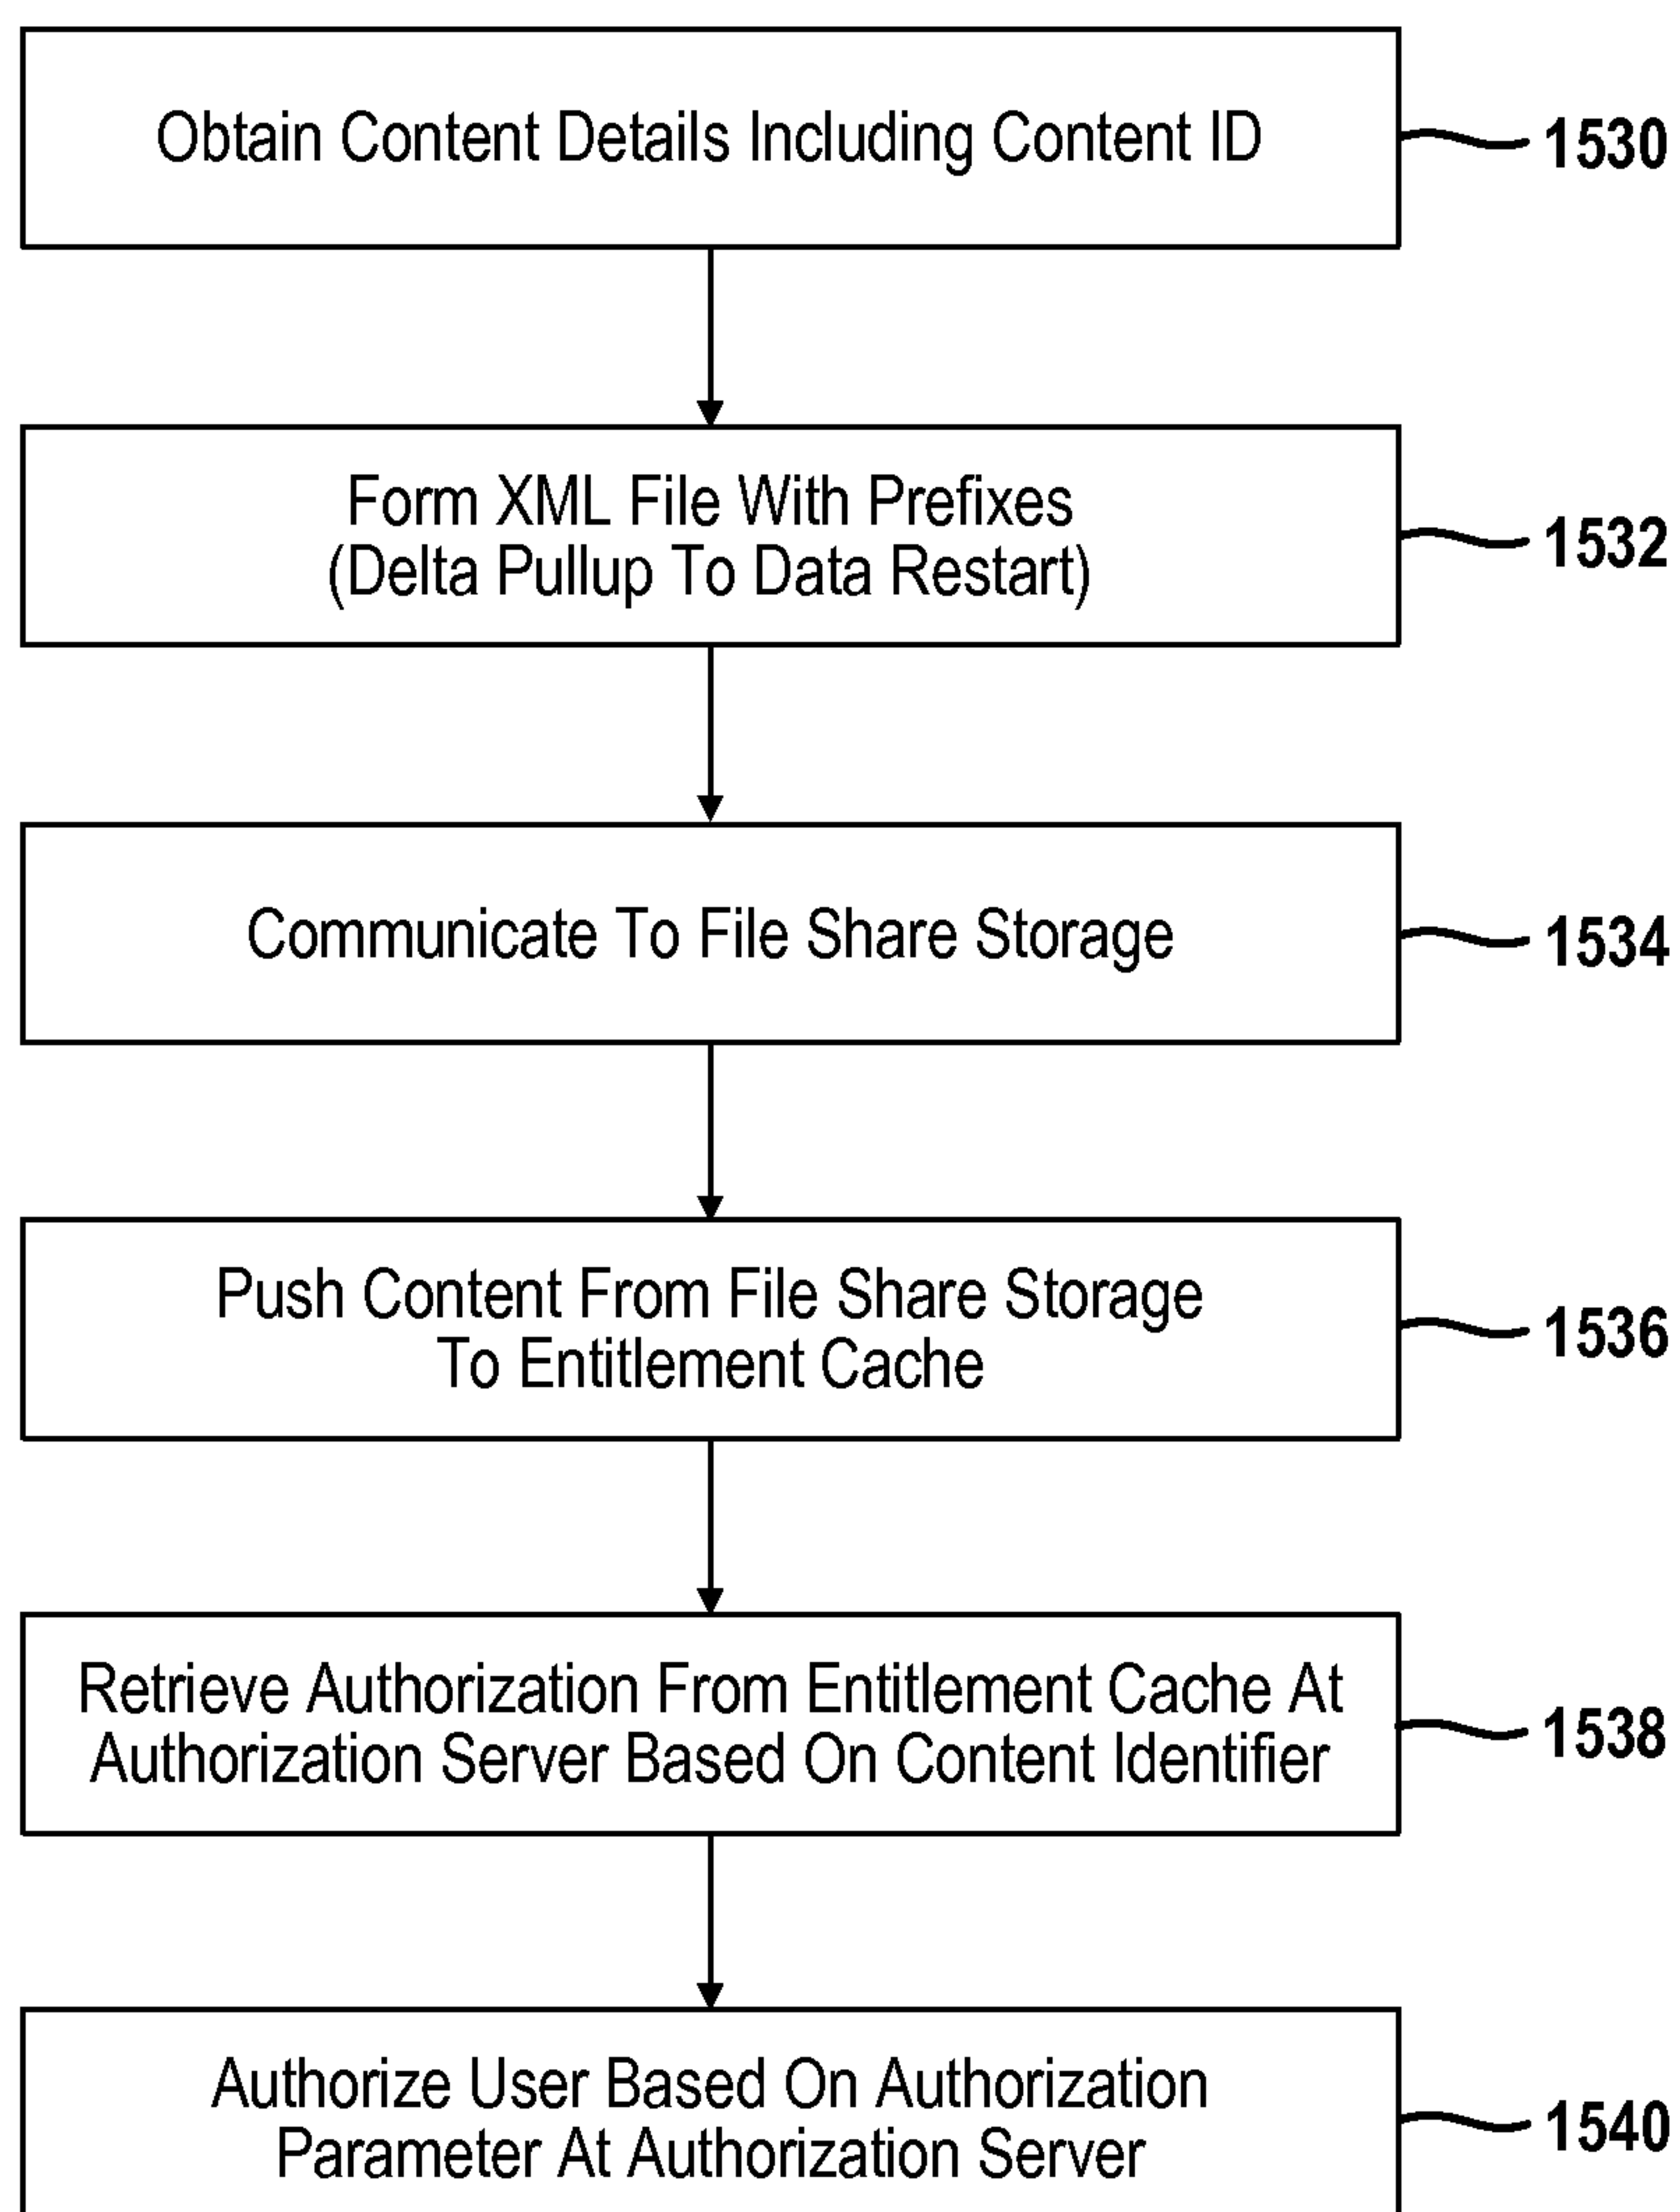 Obtain Content Details Including Content ID
1530
Form XML File With Prefixes
(Delta Pullup To Data Restart)
1532
Communicate To File Share Storage
1534
Push Content From File Share Storage
To Entitlement Cache
1536
Retrieve Authorization From Entitlement Cache At
Authorization Server Based On Content Identifier
1538
Authorize User Based On Authorization
Parameter At Authorization Server
1540